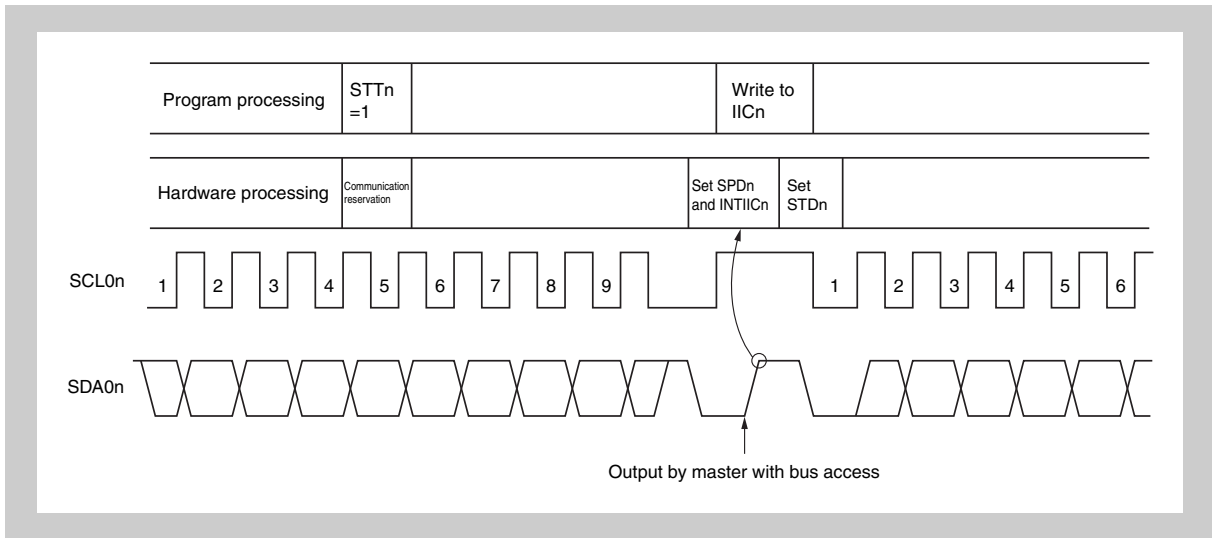 Program processing
STTn
=1
Write to
IICn
Hardware processing
Communication
reservation
Set SPDn
and INTIICn
Set
STDn
SCL0n
1 2 3 4 5 6 7 8 9 1 2 3 4 5 6
SDA0n
Output by master with bus access